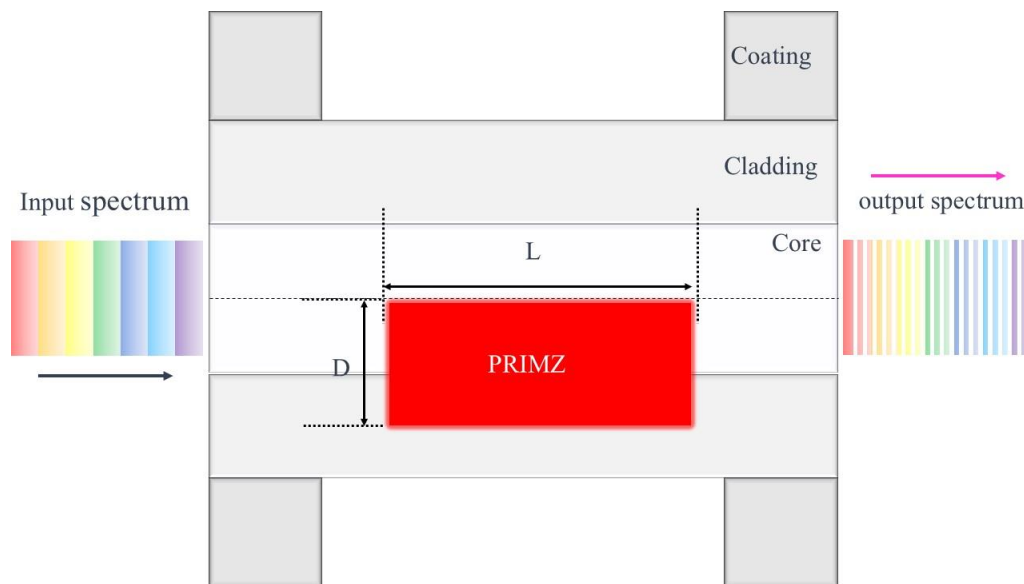 Coating
Cladding
Input spectrum
output spectrum
Core
L
D
PRIMZ